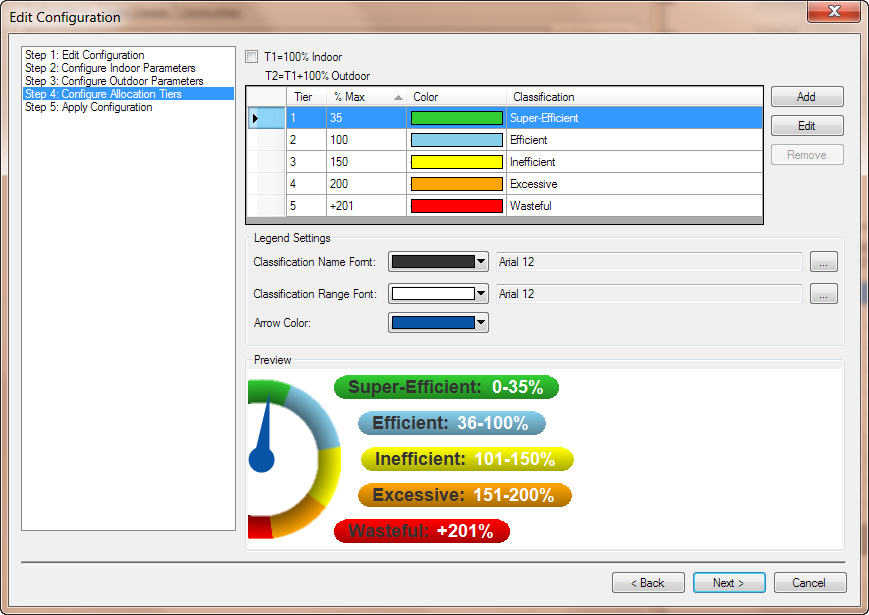 Edit Configuration
Step 1: Edit Configuration
Step 2: Configure Indoor Parameters
Step 3: Configure Outdoor Parameters
Step 4: Configure Allocation Tiers
Step 5: Apply Configuration
T1=100% Indoor
T2=T1+100% Outdoor
Tier % Max Color Classification
1 35 Super-Efficient
2 100 Efficient
3 150 Inefficient
4 200 Excessive
5 +201 Wasteful
Add
Edit
Remove
Legend Settings
Classification Name Fornt: Arial 12 ...
Classification Range Font: Arial 12 ...
Arrow Color:
Preview
Super-Efficient: 0-35%
Efficient: 36-100%
Inefficient: 101-150%
Excessive: 151-200%
Wasteful: +201%
< Back Next > Cancel